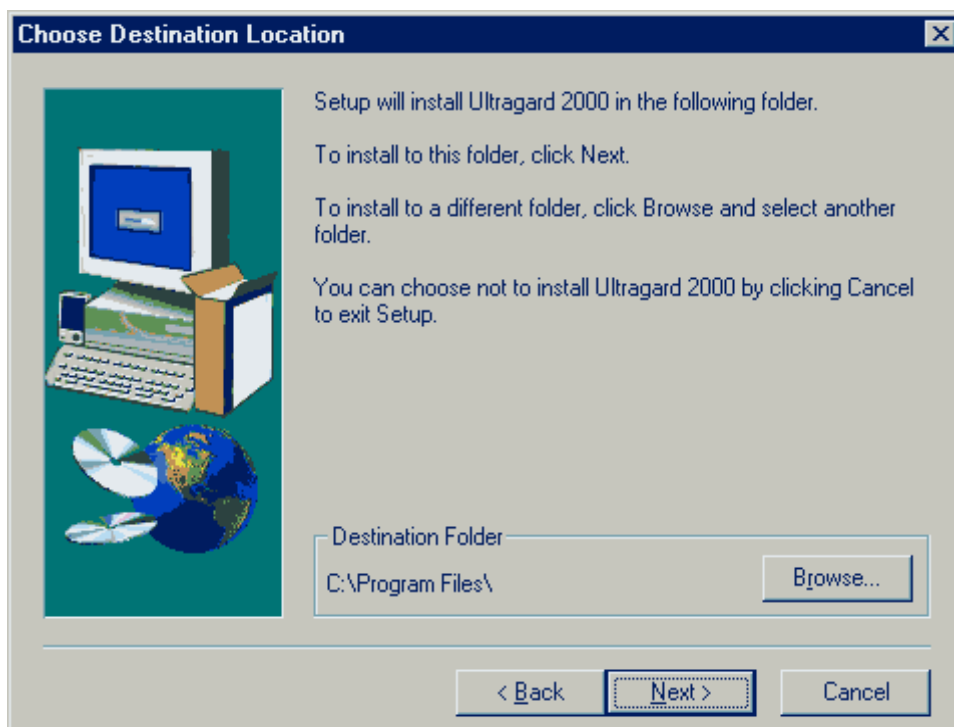 Choose Destination Location
Setup will install Ultragard 2000 in the following folder.
To install to this folder, click Next.
To install to a different folder, click Browse and select another
folder.
You can choose not to install Ultragard 2000 by clicking Cancel
to exit Setup.
Destination Folder
C:\Program Files\
Browse...
< Back
Next >
Cancel